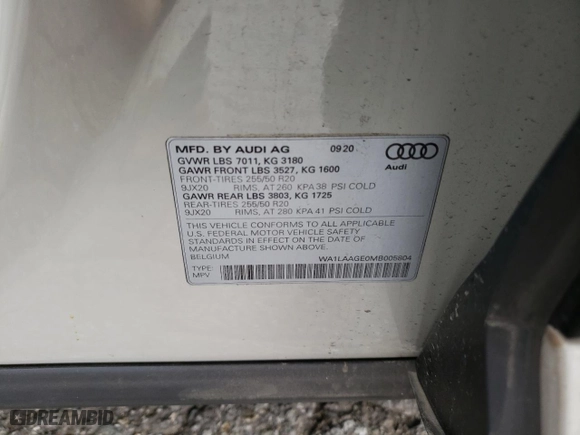 MFD. BY AUDI AG 09 20
GVWR LBS 7011, KG 3180
GAWR FRONT LBS 3527, KG 1600
FRONT-TIRES 255/50 R20
9JX20 RIMS, AT 260 KPA 38 PSI COLD
GAWR REAR LBS 3803, KG 1725
REAR-TIRES 255/50 R20
9JX20 RIMS, AT 280 KPA 41 PSI COLD
Audi
THIS VEHICLE CONFORMS TO ALL APPLICABLE
U.S. FEDERAL MOTOR VEHICLE SAFETY
STANDARDS IN EFFECT ON THE DATE OF
MANUFACTURE SHOWN ABOVE.
BELGIUM WA1LAAGE0MB005604
TYPE:
MPV
DREAMBID